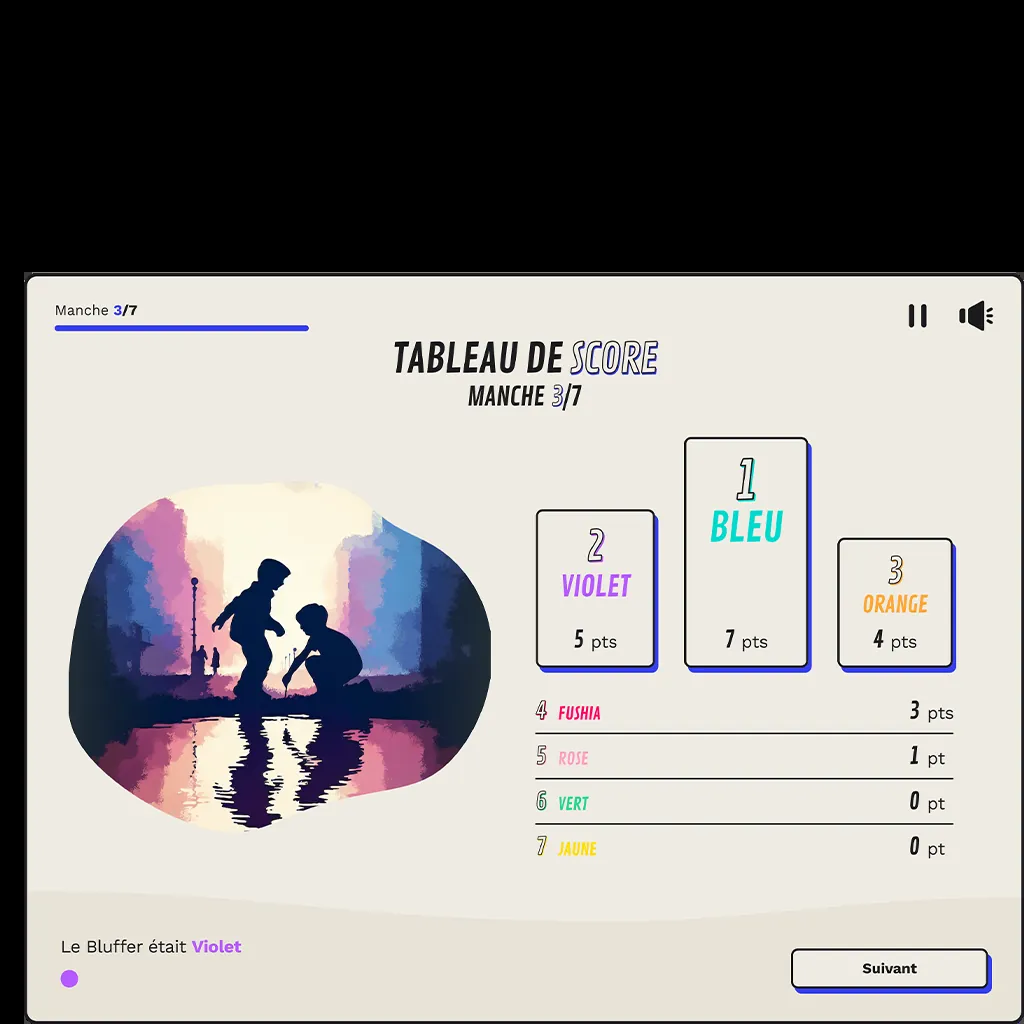 Manche 3/7
TABLEAU DE SCORE
MANCHE 3/7
1
BLEU
7 pts
2
VIOLET
5 pts
3
ORANGE
4 pts
4 FUSHIA 3 pts
5 ROSE 1 pt
6 VERT 0 pt
7 JAUNE 0 pt
Le Bluffer était Violet
Suivant